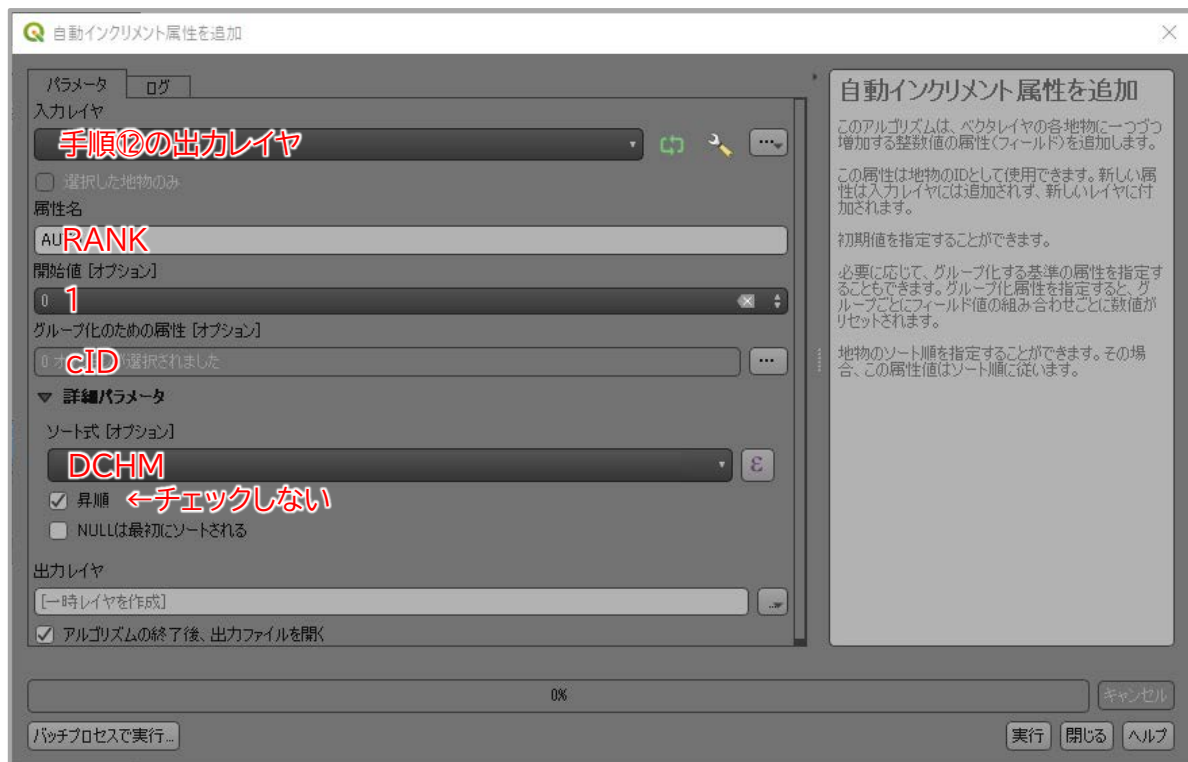 自動インクリメント属性を追加
パラメータ
ログ
入力レイヤ
手順⑫の出力レイヤ
選択した地物のみ
属性名
AU
RANK
開始値 [オプション]
0
1
グループ化のための属性 [オプション]
0 オ
cID
選択されました
詳細パラメータ
ソート式 [オプション]
DCHM
ε
昇順
←チェックしない
NULLは最初にソートされる
出力レイヤ
[一時レイヤを作成]
アルゴリズムの終了後、出力ファイルを開く
自動インクリメント属性を追加
このアルゴリズムは、ベクタレイヤの各地物に一つづつ
増加する整数値の属性(フィールド)を追加します。
この属性は地物のIDとして使用できます。新しい属
性は入力レイヤには追加されず、新しいレイヤに付
加されます。
初期値を指定することができます。
必要に応じて、グループ化する基準の属性を指定す
ることもできます。グループ化属性を指定すると、グ
ループごとにフィールド値の組み合わせごとに数値が
リセットされます。
地物のソート順を指定することができます。その場
合、この属性値はソート順に従います。
0%
キャンセル
バッチプロセスで実行...
実行
閉じる
ヘルプ